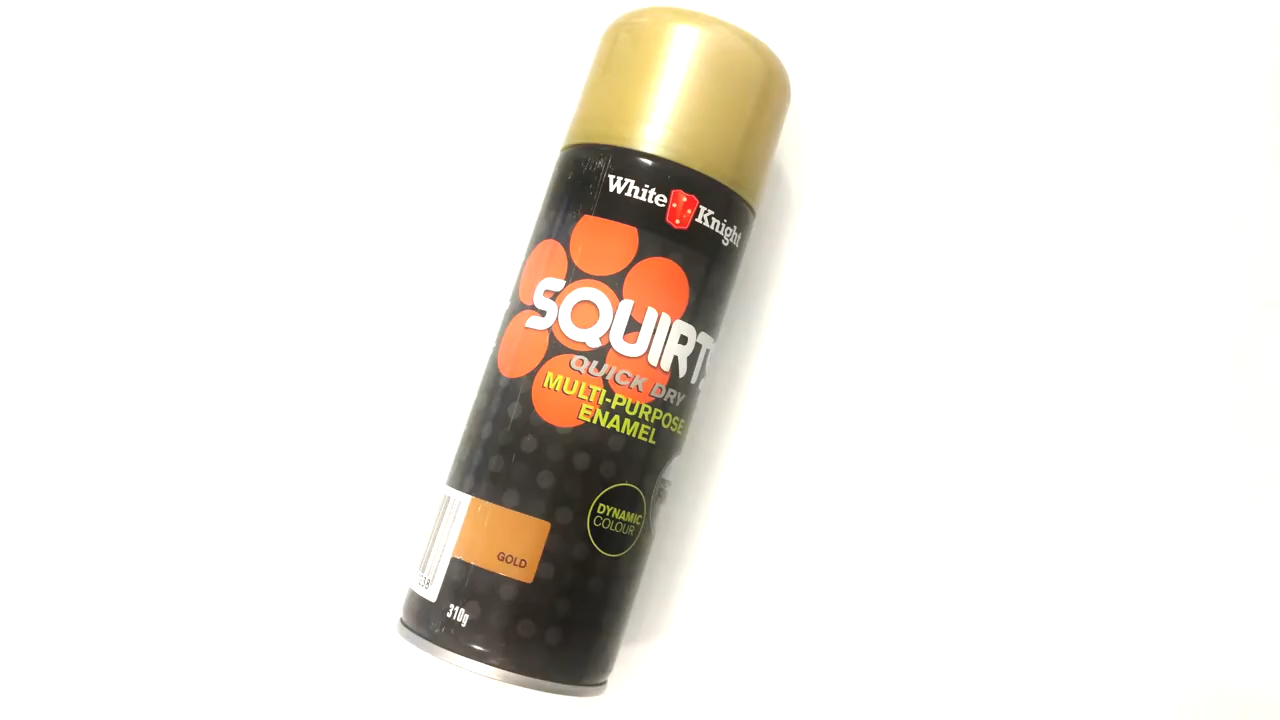 White Knight
SQUIRTS
QUICK DRY
MULTI-PURPOSE
ENAMEL
DYNAMIC
COLOUR
GOLD
310g